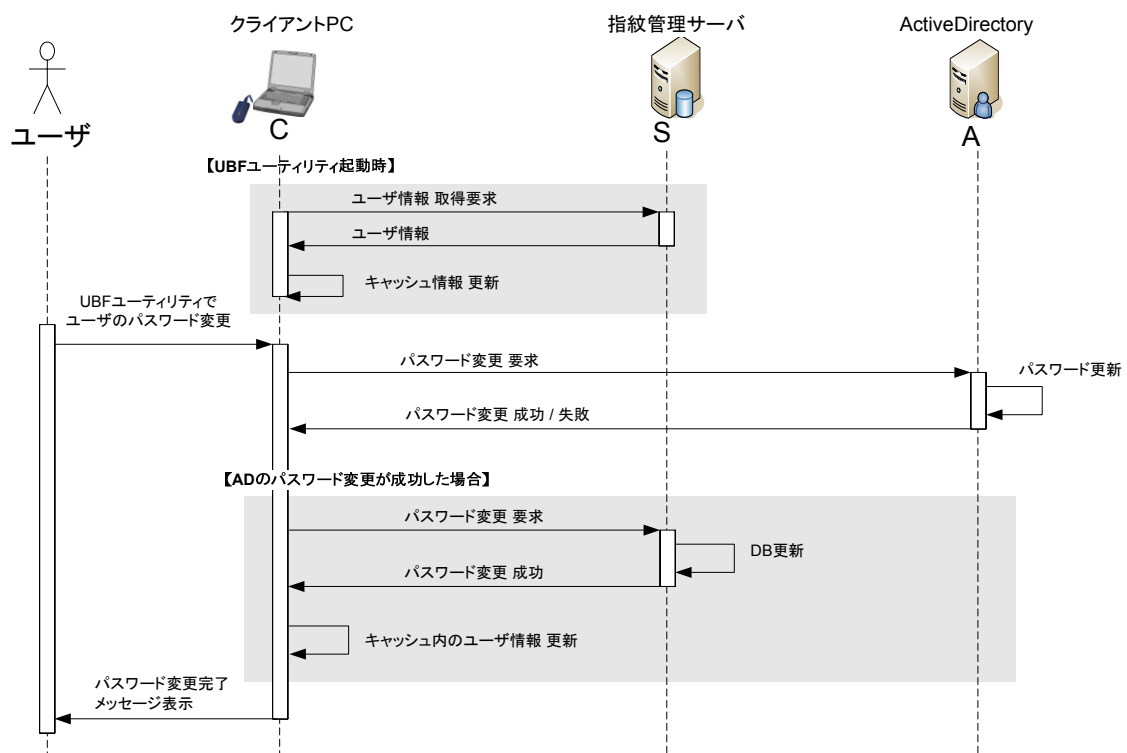 クライアントPC
指紋管理サーバ
ActiveDirectory
ユーザ
C
S
A
【UBFユーティリティ起動時】
ユーザ情報 取得要求
ユーザ情報
キャッシュ情報 更新
UBFユーティリティで
ユーザのパスワード変更
パスワード変更 要求
パスワード更新
パスワード変更 成功 / 失敗
【ADのパスワード変更が成功した場合】
パスワード変更 要求
DB更新
パスワード変更 成功
キャッシュ内のユーザ情報 更新
パスワード変更完了
メッセージ表示